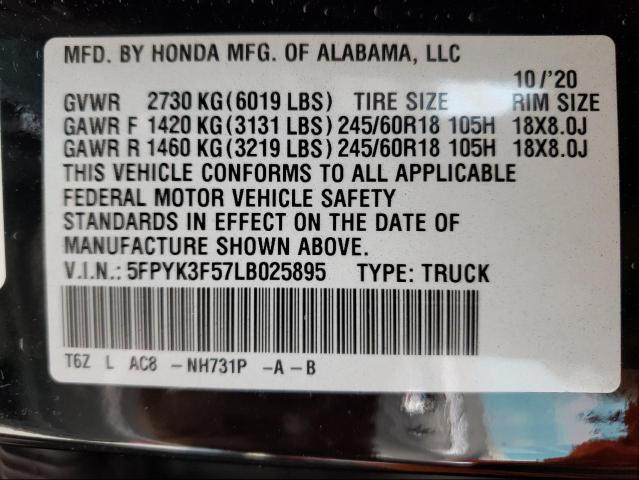 MFD. BY HONDA MFG. OF ALABAMA, LLC
10/'20
GVWR 2730 KG (6019 LBS) TIRE SIZE RIM SIZE
GAWR F 1420 KG (3131 LBS) 245/60R18 105H 18X8.0J
GAWR R 1460 KG (3219 LBS) 245/60R18 105H 18X8.0J
THIS VEHICLE CONFORMS TO ALL APPLICABLE
FEDERAL MOTOR VEHICLE SAFETY
STANDARDS IN EFFECT ON THE DATE OF
MANUFACTURE SHOWN ABOVE.
V.I.N.: 5FPYK3F57LB025895 TYPE: TRUCK
T6Z L AC8 -NH731P -A-B